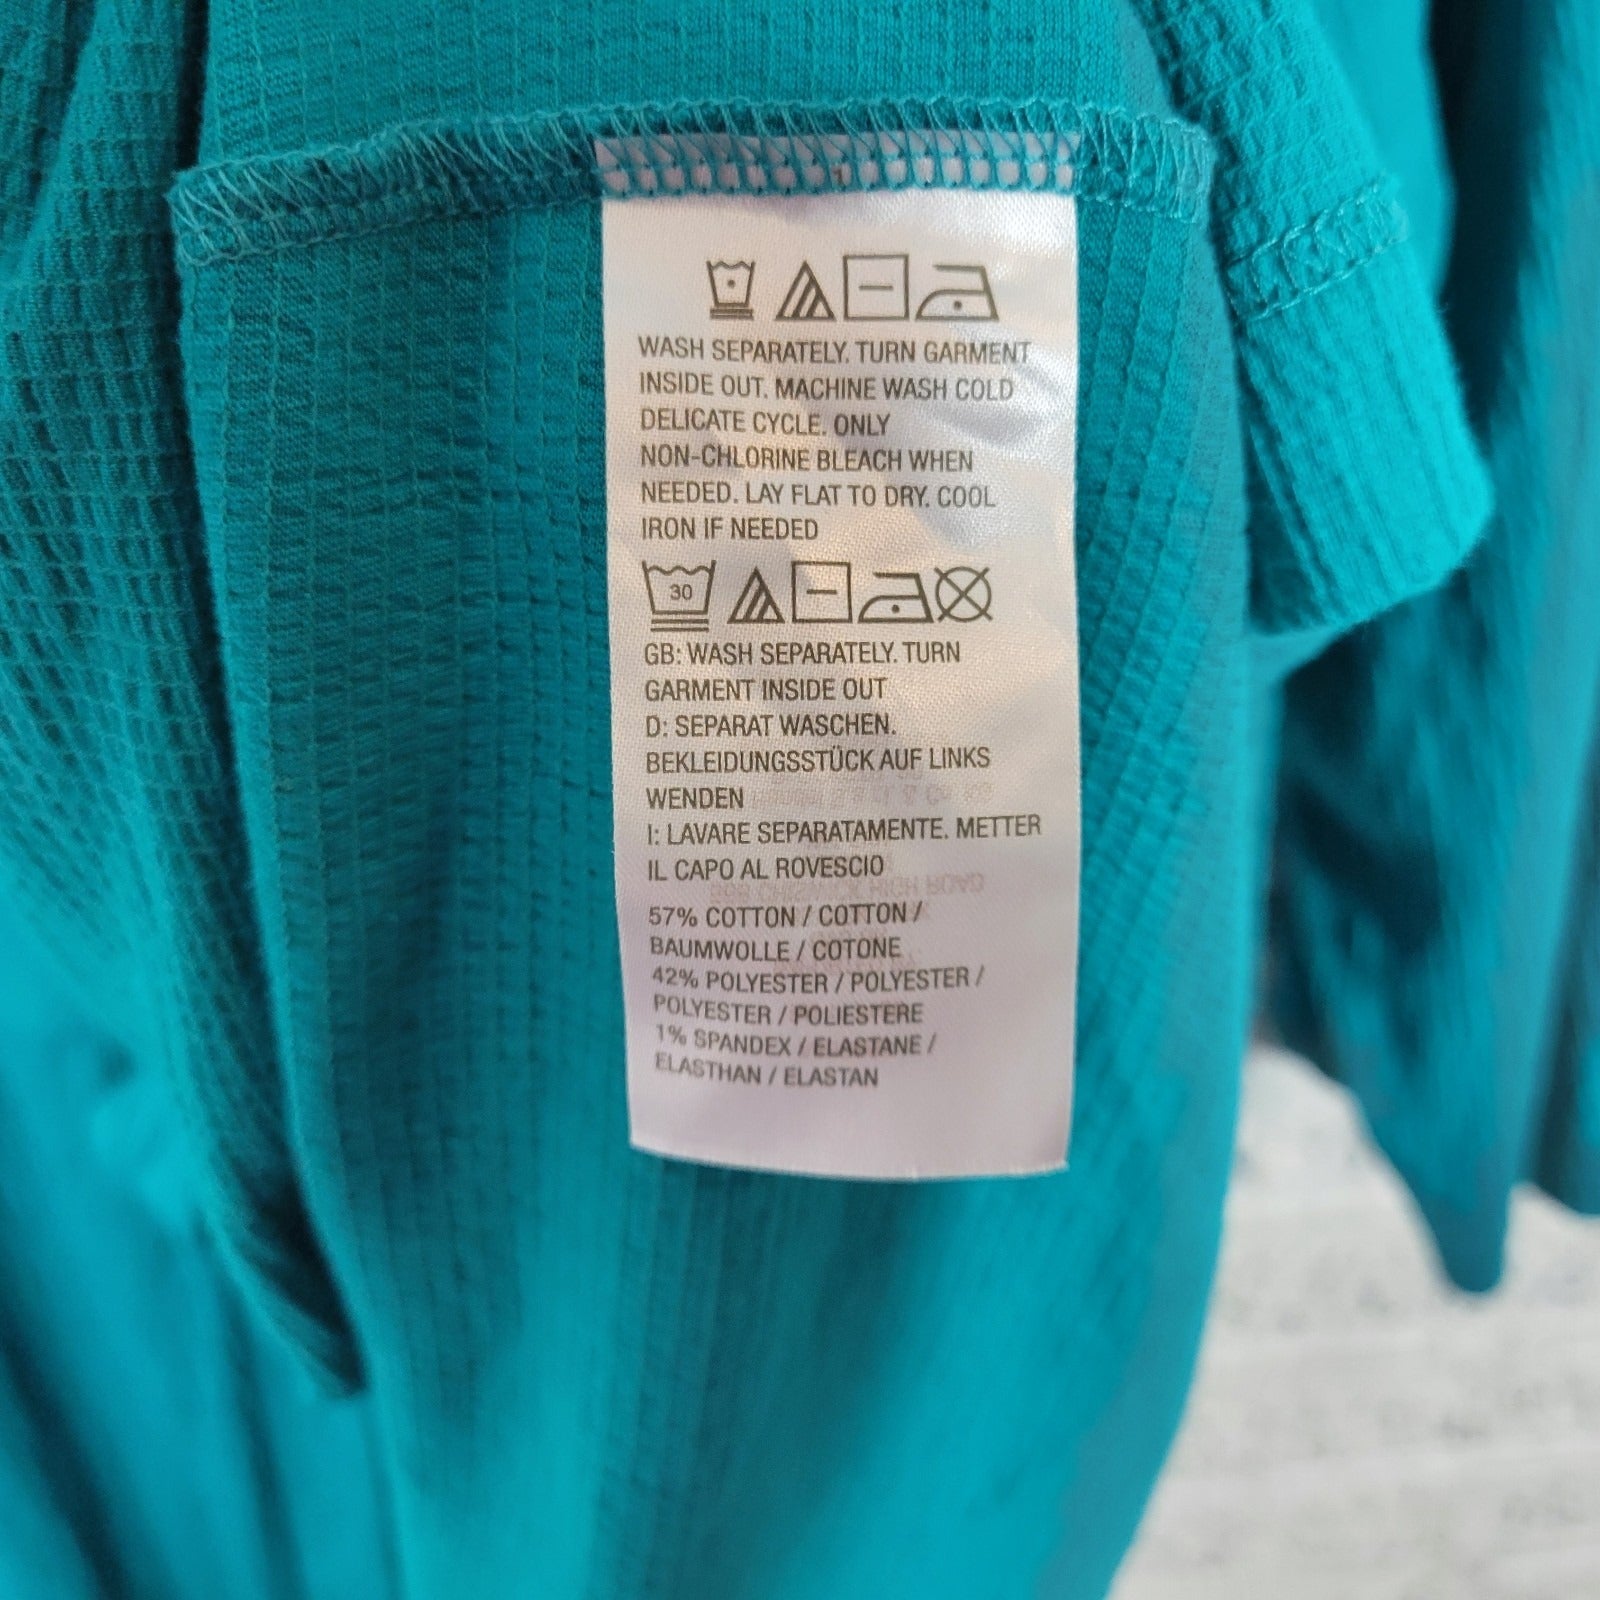 WASH SEPARATELY. TURN GARMENT
INSIDE OUT. MACHINE WASH COLD
DELICATE CYCLE. ONLY
NON-CHLORINE BLEACH WHEN
NEEDED. LAY FLAT TO DRY. COOL
IRON IF NEEDED
30
GB: WASH SEPARATELY. TURN
GARMENT INSIDE OUT
D: SEPARAT WASCHEN.
BEKLEIDUNGSSTÜCK AUF LINKS
WENDEN
I: LAVARE SEPARATAMENTE. METTER
IL CAPO AL ROVESCIO
57% COTTON / COTTON /
BAUMWOLLE / COTONE
42% POLYESTER / POLYESTER /
POLYESTER / POLIESTERE
1% SPANDEX / ELASTANE /
ELASTHAN / ELASTAN